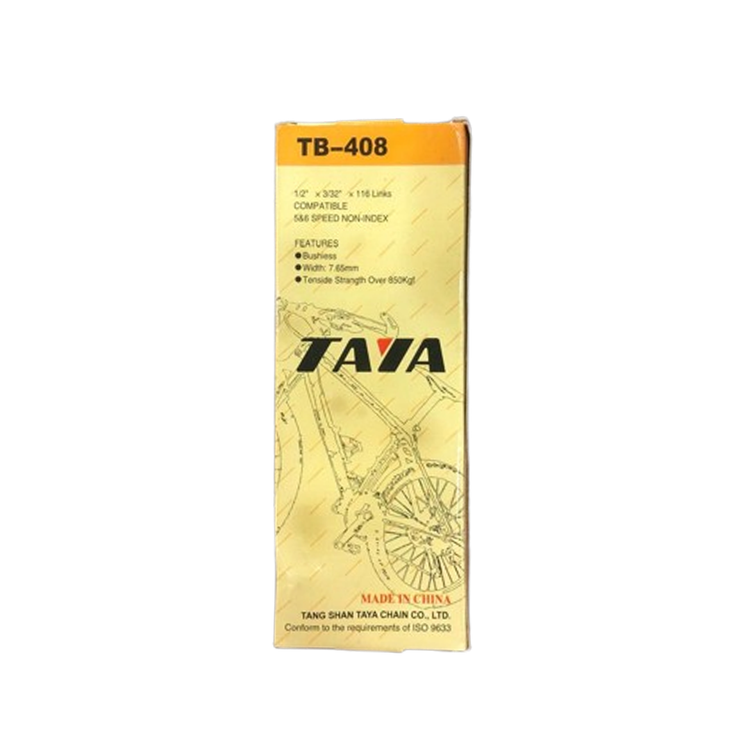 TB-408
1/2" × 3/32" × 116 Links
COMPATIBLE
5&6 SPEED NON-INDEX
FEATURES
●Bushless
●Width: 7.65mm
●Tenside Strangth Over 850Kgf
TAYA
MADE IN CHINA
TANG SHAN TAYA CHAIN CO., LTD.
Conform to the requirements of ISO 9633